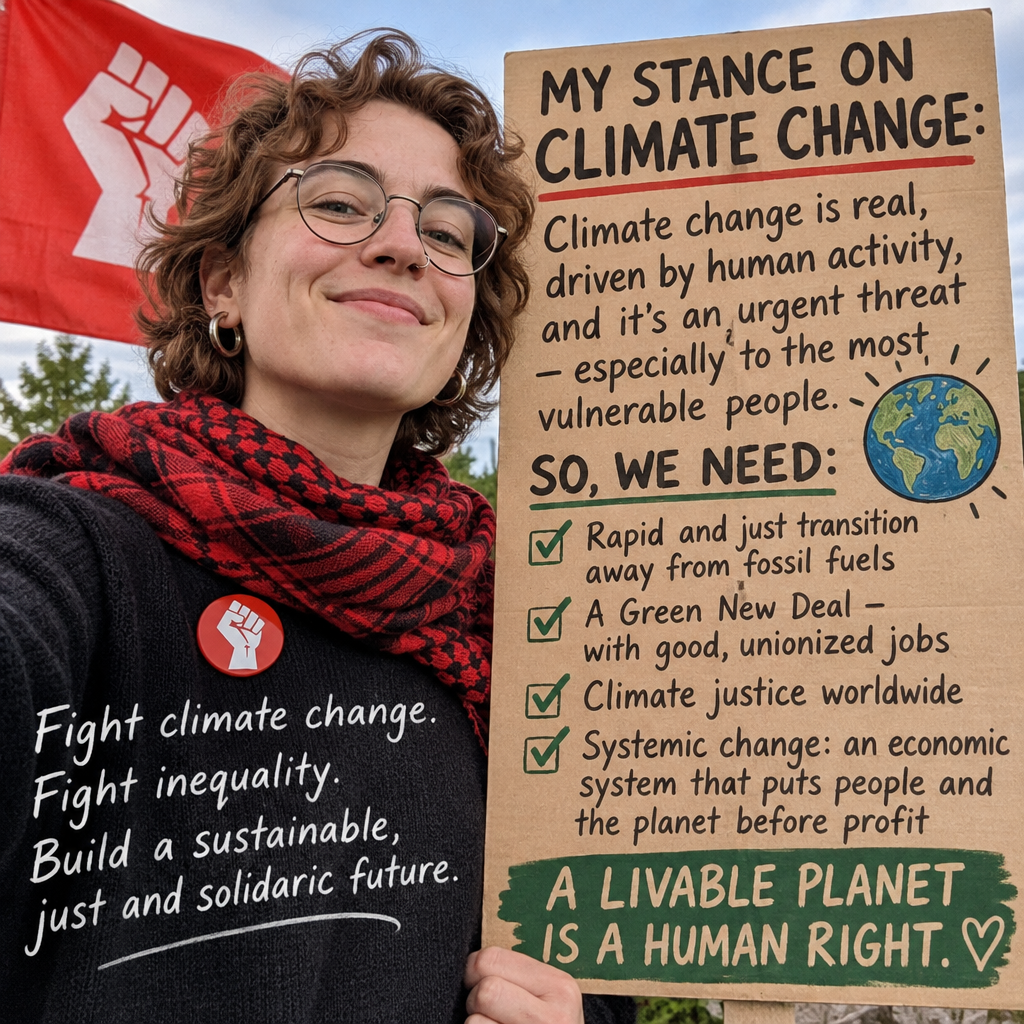 MY STANCE ON
CLIMATE CHANGE:
Climate change is real,
driven by human activity,
and it's an urgent threat
– especially to the most
vulnerable people.
SO, WE NEED:
Rapid and just transition
away from fossil fuels
A Green New Deal –
with good, unionized jobs
Climate justice worldwide
Systemic change: an economic
system that puts people and
the planet before profit
A LIVABLE PLANET
IS A HUMAN RIGHT.
Fight climate change.
Fight inequality.
Build a sustainable,
just and solidaric future.